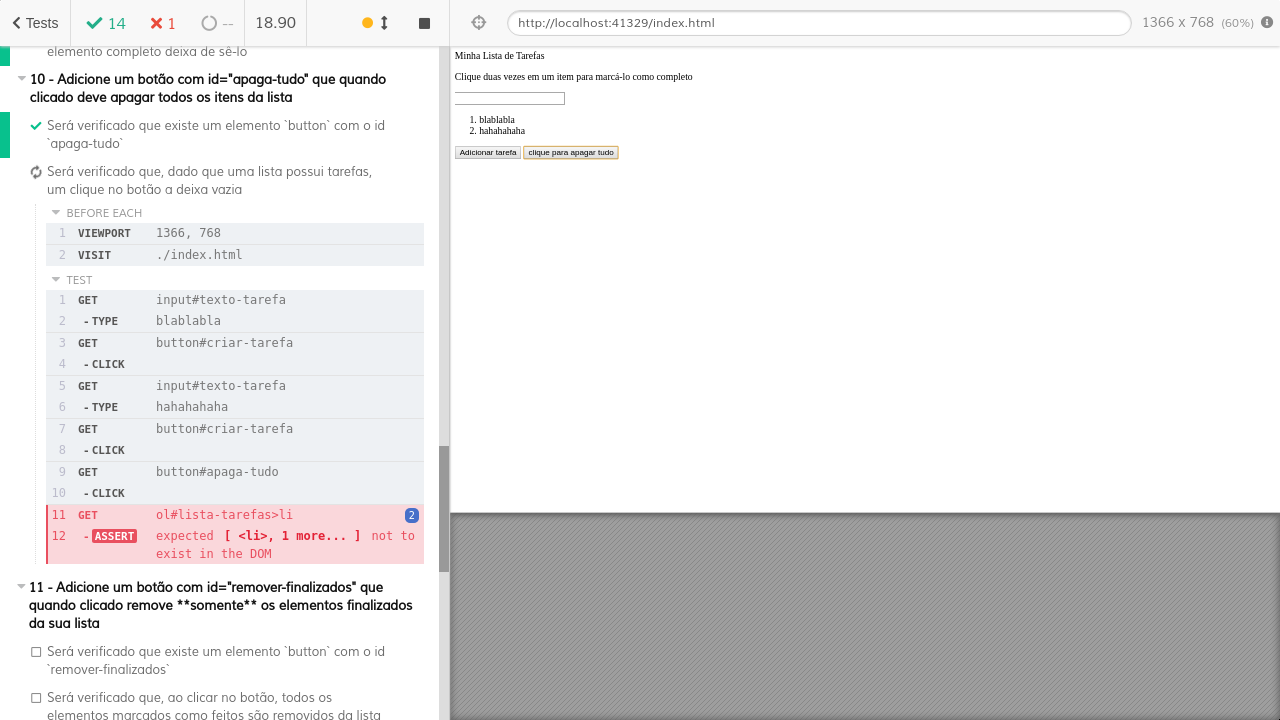 Tests 14 1 -- 18.90
elemento completo deixa de sê-lo
10 - Adicione um botão com id="apaga-tudo" que quando
clicado deve apagar todos os itens da lista
Será verificado que existe um elemento `button` com o id
`apaga-tudo`
Será verificado que, dado que uma lista possui tarefas,
um clique no botão a deixa vazia
BEFORE EACH
1 VIEWPORT 1366, 768
2 VISIT ./index.html
TEST
1 GET input#texto-tarefa
2 -TYPE blablabla
3 GET button#criar-tarefa
4 -CLICK
5 GET input#texto-tarefa
6 -TYPE hahahahaha
7 GET button#criar-tarefa
8 -CLICK
9 GET button#apaga-tudo
10 -CLICK
11 GET ol#lista-tarefas>li 2
12 -ASSERT expected [ <li>, 1 more... ] not to
exist in the DOM
11 - Adicione um botão com id="remover-finalizados" que
quando clicado remove **somente** os elementos finalizados
da sua lista
Será verificado que existe um elemento `button` com o id
`remover-finalizados`
Será verificado que, ao clicar no botão, todos os
elementos marcados como feitos são removidos da lista
http://localhost:41329/index.html 1366 x 768 (60%)
Minha Lista de Tarefas
Clique duas vezes em um item para marcá-lo como completo
1. blablabla
2. hahahahaha
Adicionar tarefa clique para apagar tudo